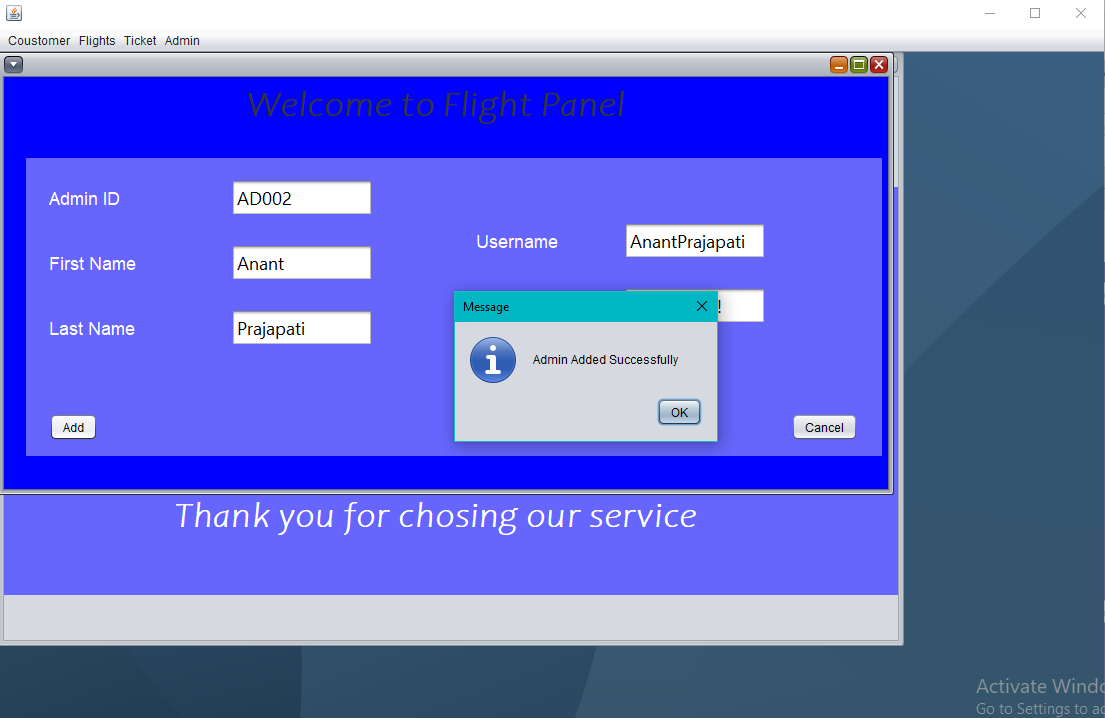 Coustomer Flights Ticket Admin
Welcome to Flight Panel
Admin ID AD002
Username AnantPrajapati
First Name Anant
!
Message
Last Name Prajapati
Admin Added Successfully
OK
Add
Cancel
Thank you for chosing our service
Activate Windo
Go to Settings to ac